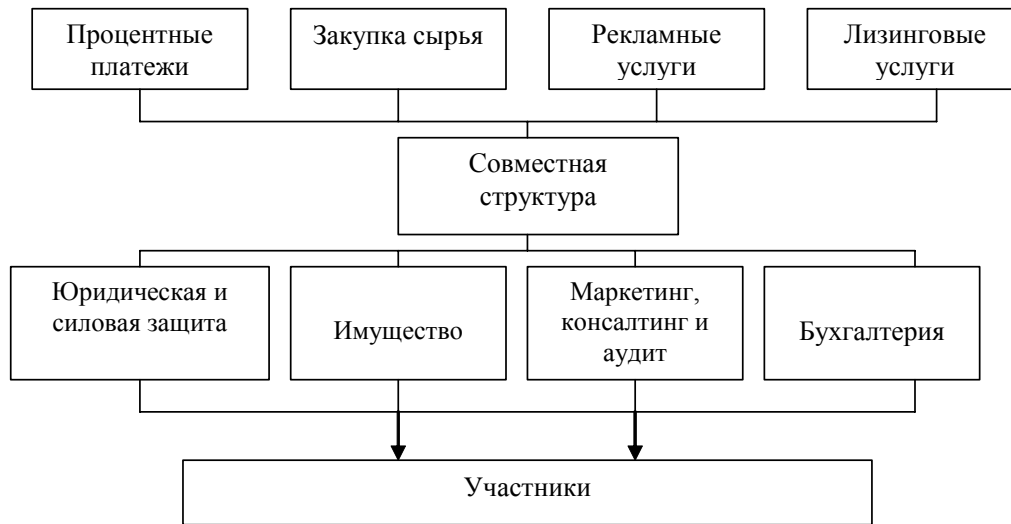 Процентные
платежи
Закупка сырья
Рекламные
услуги
Лизинговые
услуги
Совместная
структура
Юридическая и
силовая защита
Имущество
Маркетинг,
консалтинг и
аудит
Бухгалтерия
Участники